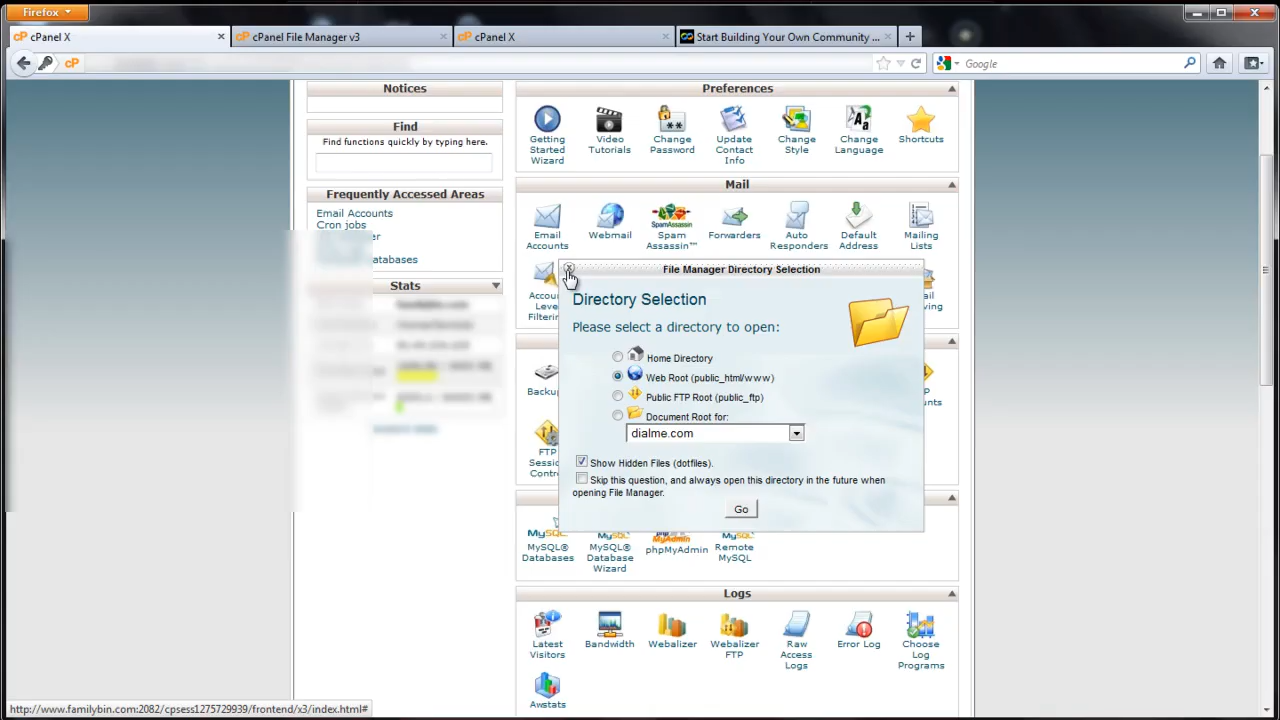 Firefox
cPanel X
cPanel File Manager v3
cPanel X
Start Building Your Own Community ...
Google
Notices
Find
Find functions quickly by typing here.
Frequently Accessed Areas
Email Accounts
Cron jobs
Stats
Preferences
Getting Started Wizard
Video Tutorials
Change Password
Update Contact Info
Change Style
Change Language
Shortcuts
Mail
Email Accounts
Webmail
Spam Assassin™
Forwarders
Auto Responders
Default Address
Mailing Lists
File Manager Directory Selection
Directory Selection
Please select a directory to open:
Home Directory
Web Root (public_html/www)
Public FTP Root (public_ftp)
Document Root for:
dialme.com
Show Hidden Files (dotfiles).
Skip this question, and always open this directory in the future when
opening File Manager.
Go
MySQL® Databases
MySQL® Database Wizard
phpMyAdmin
Remote MySQL
Logs
Latest Visitors
Bandwidth
Webalizer
Webalizer FTP
Raw Access Logs
Error Log
Choose Log Programs
Awstats
http://www.familybin.com:2082/cpsess1275729939/frontend/x3/index.html#